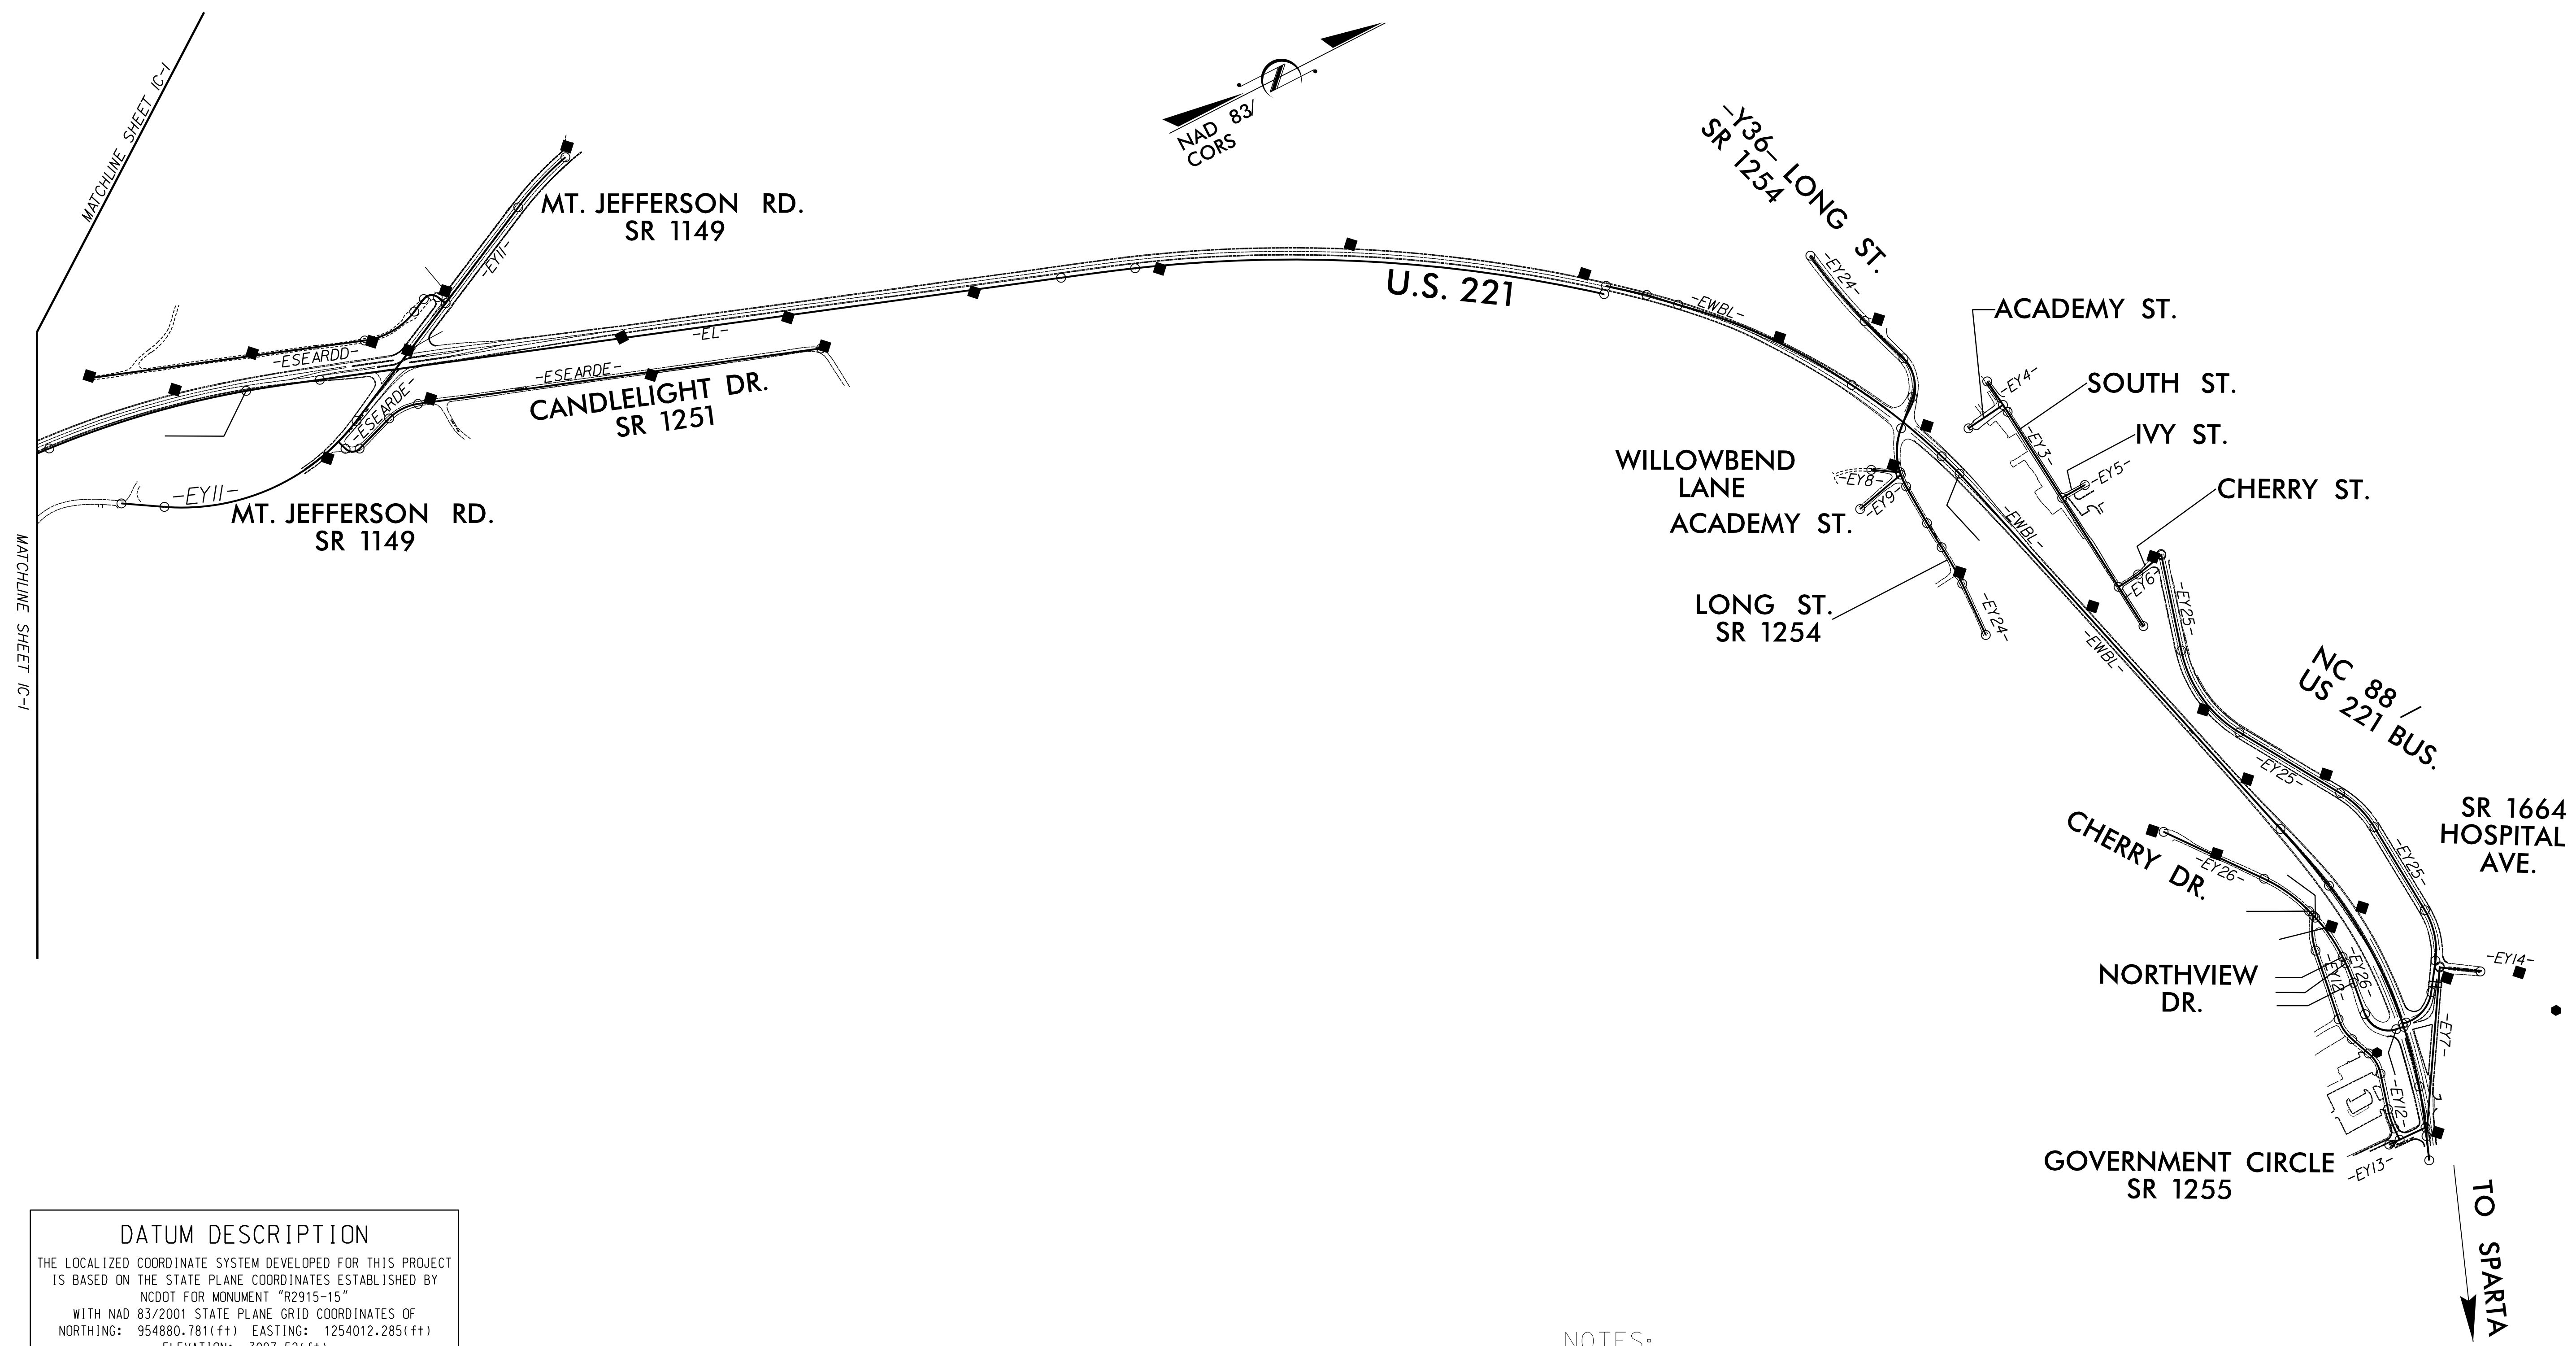 MATCHLINE SHEET 1C-1
NAD 83/
CORS
MT. JEFFERSON RD.
SR 1149
-EY11-
-Y36- LONG ST.
SR 1254
-EY24-
U.S. 221
-EWBL-
ACADEMY ST.
-EY4-
SOUTH ST.
-EY3-
IVY ST.
-EY5-
CHERRY ST.
-EY6-
-ESEARDD-
-EL-
-ESEARDE-
-ESEARDE-
CANDLELIGHT DR.
SR 1251
-EY11-
MT. JEFFERSON RD.
SR 1149
MATCHLINE SHEET 1C-1
WILLOWBEND
LANE
-EY8-
-EY9-
ACADEMY ST.
-EWBL-
LONG ST.
SR 1254
-EY24-
-EWBL-
-EY25-
NC 88 /
US 221 BUS.
-EY25-
SR 1664
HOSPITAL
AVE.
-EY25-
CHERRY DR.
-EY26-
NORTHVIEW
DR.
-EY12-
-EY26-
-EY14-
-EY7-
-EY12-
GOVERNMENT CIRCLE
SR 1255
-EY13-
TO SPARTA
DATUM DESCRIPTION
THE LOCALIZED COORDINATE SYSTEM DEVELOPED FOR THIS PROJECT
IS BASED ON THE STATE PLANE COORDINATES ESTABLISHED BY
NCDOT FOR MONUMENT "R2915-15"
WITH NAD 83/2001 STATE PLANE GRID COORDINATES OF
NORTHING: 954880.781(ft) EASTING: 1254012.285(ft)
NOTES: